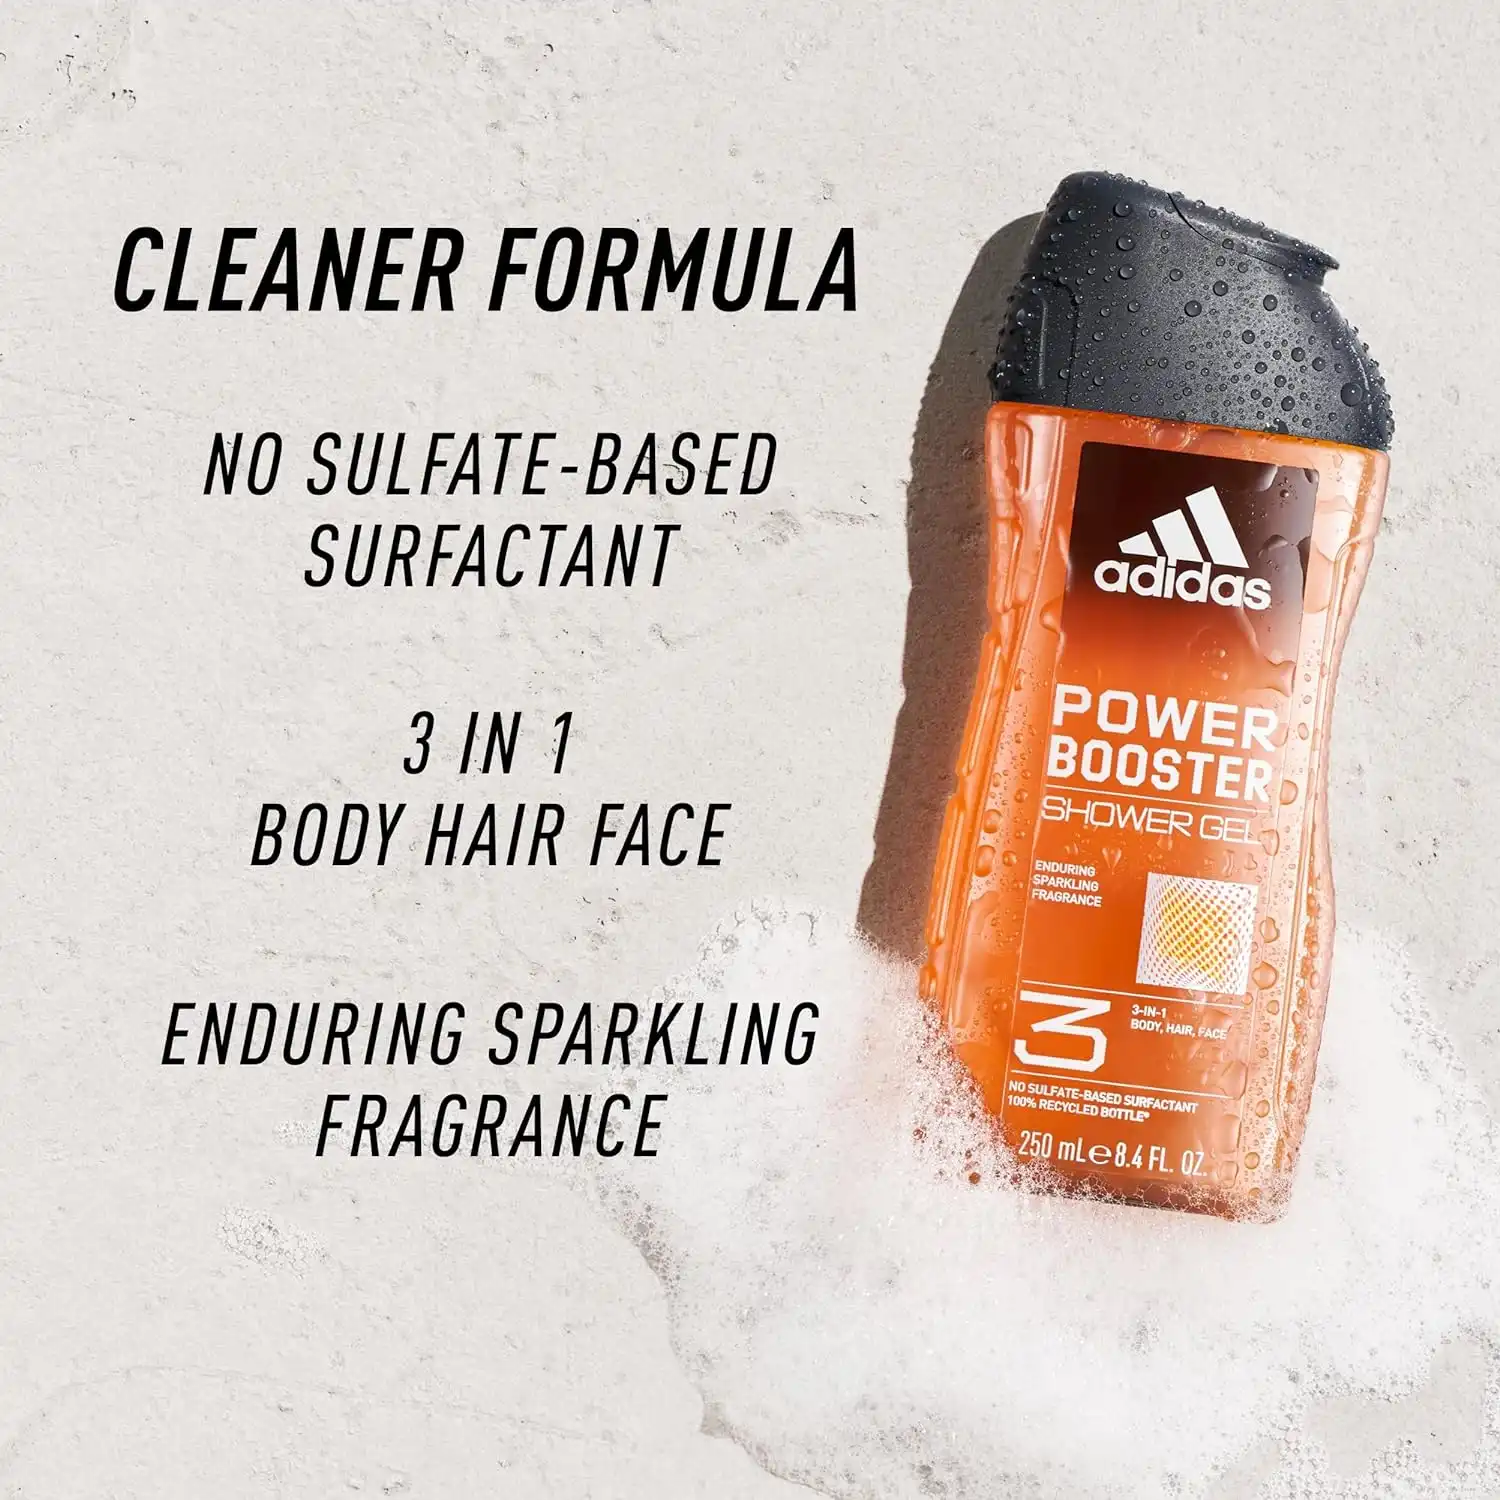 CLEANER FORMULA
NO SULFATE-BASED
SURFACTANT
3 IN 1
BODY HAIR FACE
ENDURING SPARKLING
FRAGRANCE
adidas
POWER
BOOSTER
SHOWER GEL
ENDURING
SPARKLING
FRAGRANCE
3
3-IN-1
BODY, HAIR, FACE
NO SULFATE-BASED SURFACTANT
100% RECYCLED BOTTLE*
250 mL e 8.4 FL. OZ.